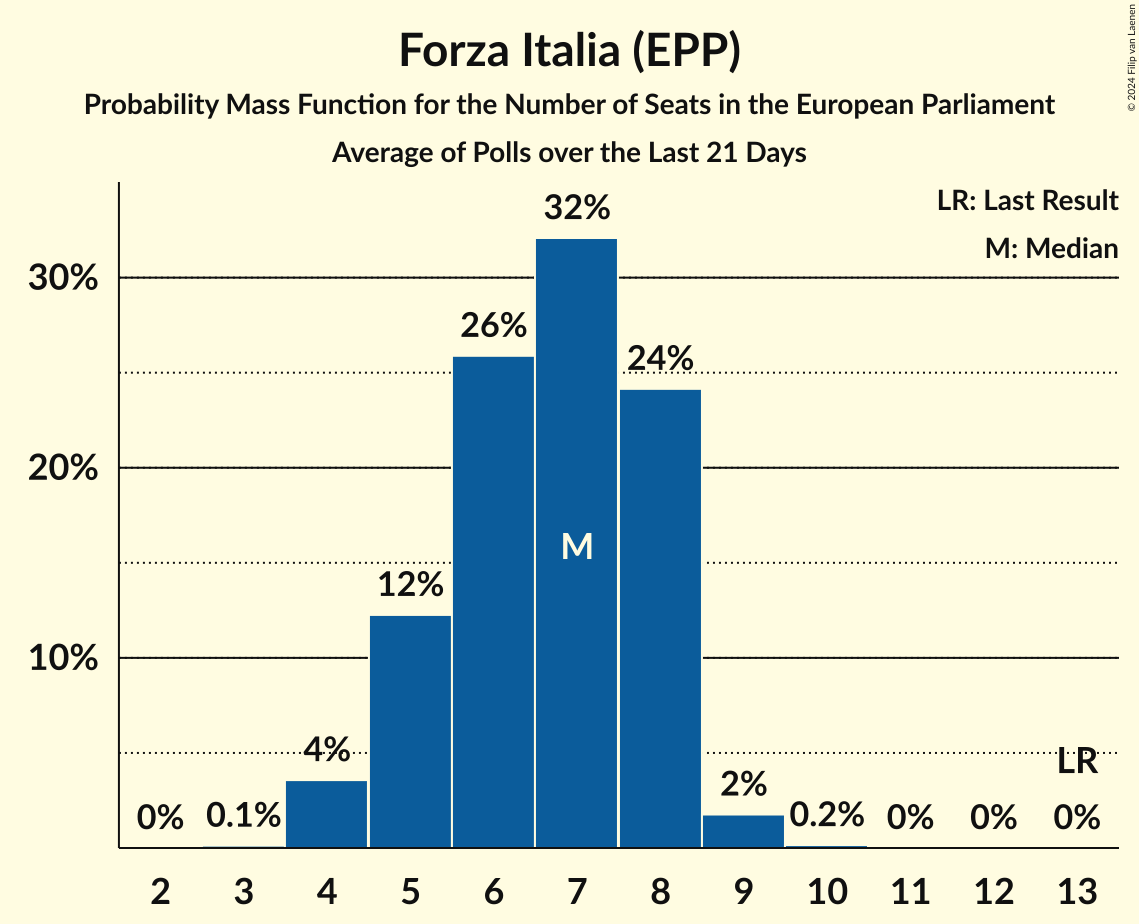 Forza Italia (EPP)
Probability Mass Function for the Number of Seats in the European Parliament
Average of Polls over the Last 21 Days
© 2024 Filip van Laenen
LR: Last Result
M: Median
30%
20%
10%
0%
0.1%
4%
12%
26%
32%
24%
2%
0.2%
0%
0%
0%
M
LR
2 3 4 5 6 7 8 9 10 11 12 13